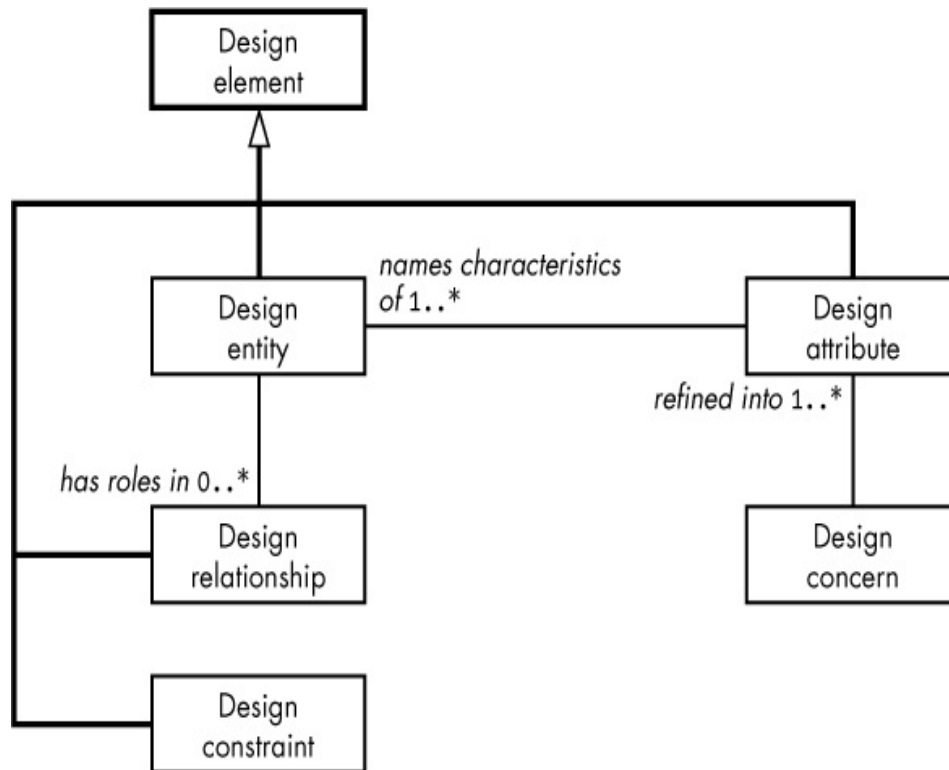 Design
element
names characteristics
of 1..*
Design
entity
Design
attribute
refined into 1..*
has roles in 0..*
Design
relationship
Design
concern
Design
constraint